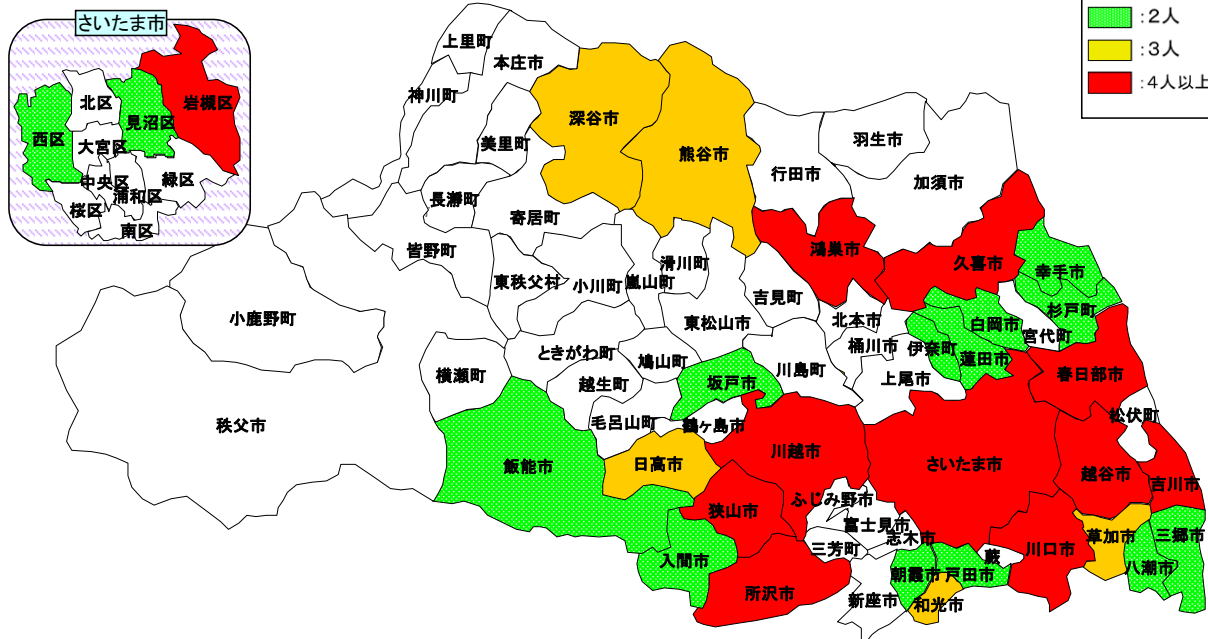 さいたま市
北区
岩槻区
見沼区
西区
大宮区
中央区
緑区
浦和区
桜区
南区
:2人
:3人
:4人以上
上里町
本庄市
神川町
深谷市
美里町
熊谷市
羽生市
行田市
加須市
長瀞町
寄居町
皆野町
鴻巣市
久喜市
滑川町
幸手市
東秩父村
小川町
嵐山町
吉見町
杉戸町
小鹿野町
東松山市
北本市
白岡市
宮代町
ときがわ町
桶川市
伊奈町
鳩山町
川島町
蓮田市
横瀬町
越生町
坂戸市
上尾市
春日部市
毛呂山町
鶴ヶ島市
松伏町
秩父市
飯能市
日高市
川越市
さいたま市
越谷市
吉川市
ふじみ野市
狭山市
富士見市
志木市
草加市
三郷市
三芳町
蕨
川口市
入間市
朝霞市
戸田市
八潮市
所沢市
新座市
和光市